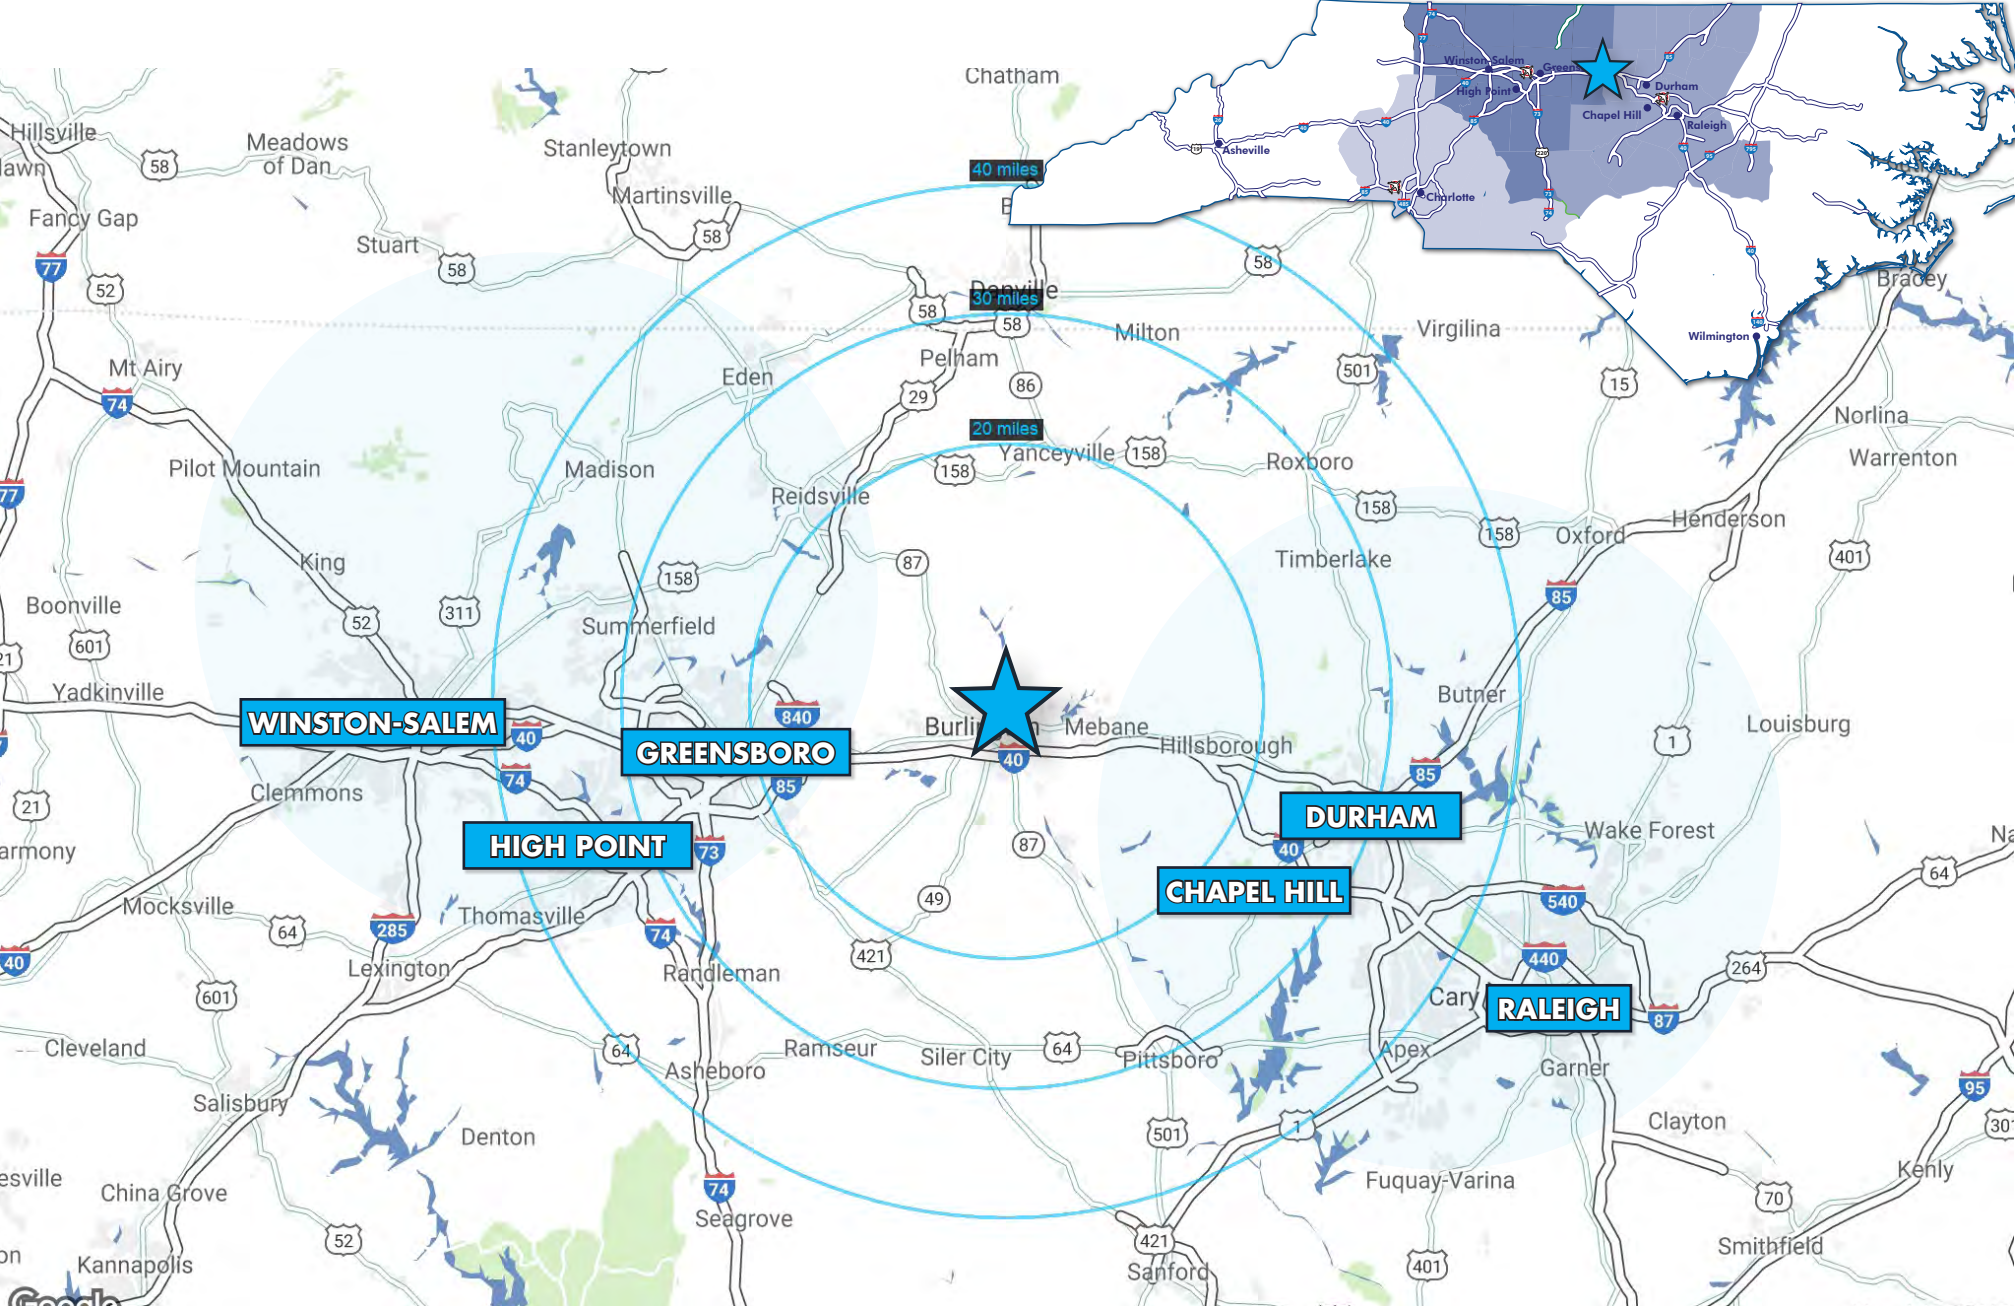 Chatham
Winston-Salem
Greens
High Point
Durham
Chapel Hill
Raleigh
Asheville
Charlotte
Wilmington
Hillsville
Meadows
of Dan
58
Stanleytown
Martinsville
40 miles
Fancy Gap
Stuart
58
58
58
77
52
Danville
30 miles
58
58
Bracey
Mt Airy
Pelham
Milton
Virgilina
74
Eden
86
29
501
15
Norlina
20 miles
Yanceyville
158
158
Roxboro
Warrenton
Pilot Mountain
Madison
Reidsville
77
158
158
Henderson
Oxford
King
158
87
Timberlake
401
Boonville
311
52
Summerfield
85
601
21
Yadkinville
Butner
WINSTON-SALEM
40
840
Mebane
Hillsborough
1
Louisburg
GREENSBORO
40
74
85
85
Clemmons
21
DURHAM
Wake Forest
HIGH POINT
73
87
40
64
CHAPEL HILL
Mocksville
Thomasville
49
540
64
285
74
40
421
440
Lexington
Randleman
264
601
Cary
RALEIGH
87
Cleveland
64
Ramseur
Siler City
64
Pittsboro
Apex
Asheboro
Garner
95
Salisbury
Denton
501
1
Clayton
Kenly
China Grove
74
Fuquay-Varina
70
Seagrove
52
421
Smithfield
Kannapolis
Sanford
401
Google